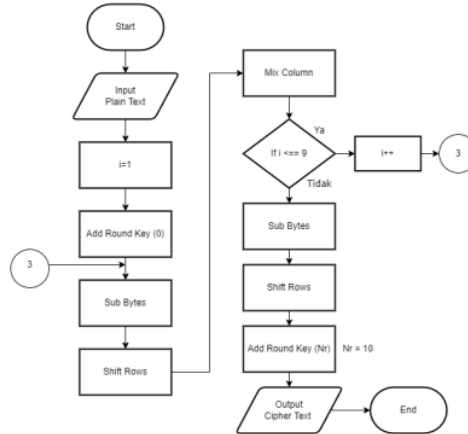 Start
Input
Plain Text
i=1
Add Round Key (0)
3
Sub Bytes
Shift Rows
Mix Column
Ya
If i <== 9
i++
3
Tidak
Sub Bytes
Shift Rows
Add Round Key (Nr)
Nr = 10
Output
Cipher Text
End